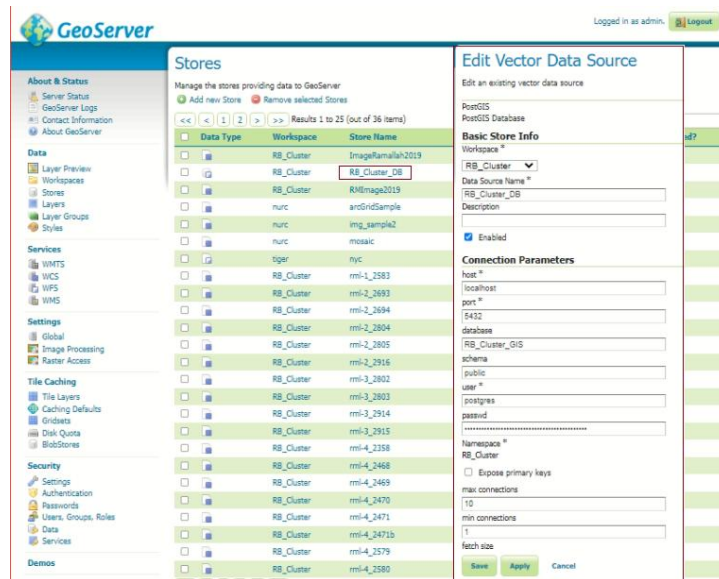 GeoServer
Logged in as admin.
Logout
About & Status
Server Status
GeoServer Logs
Contact Information
About GeoServer
Data
Layer Preview
Workspaces
Stores
Layers
Layer Groups
Styles
Services
WMTS
WCS
WFS
WMS
Settings
Global
Image Processing
Raster Access
Tile Caching
Tile Layers
Caching Defaults
Gridsets
Disk Quota
BlobStores
Security
Settings
Authentication
Passwords
Users, Groups, Roles
Data
Services
Demos
Stores
Manage the stores providing data to GeoServer
Add new Store
Remove selected Stores
<< < 1 2 > >> Results 1 to 25 (out of 36 items)
Data Type Workspace Store Name
RB_Cluster ImageRamallah2019
RB_Cluster RB_Cluster_DB
RB_Cluster RMImage2019
nurc arcGridSample
nurc img_sample2
nurc mosaic
tiger nyc
RB_Cluster rml-1_2583
RB_Cluster rml-2_2693
RB_Cluster rml-2_2694
RB_Cluster rml-2_2804
RB_Cluster rml-2_2805
RB_Cluster rml-2_2916
RB_Cluster rml-3_2802
RB_Cluster rml-3_2803
RB_Cluster rml-3_2914
RB_Cluster rml-3_2915
RB_Cluster rml-4_2358
RB_Cluster rml-4_2468
RB_Cluster rml-4_2469
RB_Cluster rml-4_2470
RB_Cluster rml-4_2471
RB_Cluster rml-4_2471b
RB_Cluster rml-4_2579
RB_Cluster rml-4_2580
Edit Vector Data Source
Edit an existing vector data source
PostGIS
PostGIS Database
Basic Store Info
Workspace *
RB_Cluster
Data Source Name *
RB_Cluster_DB
Description
Enabled
Connection Parameters
host *
localhost
port *
5432
database
RB_Cluster_GIS
schema
public
user *
postgres
passwd
Namespace *
RB_Cluster
Expose primary keys
max connections
10
min connections
1
fetch size
Save Apply Cancel
ed?